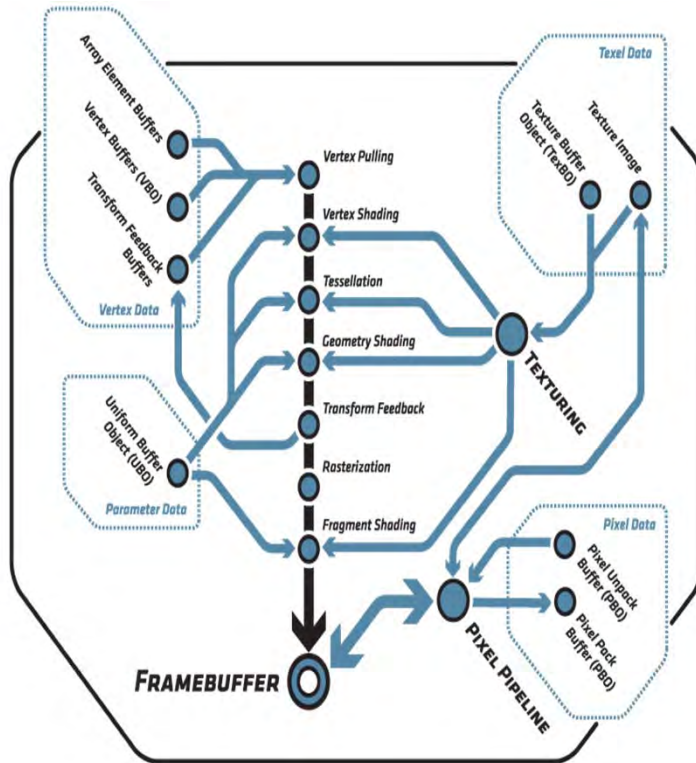 Array Element Buffers
Vertex Buffers (VBO)
Transform Feedback
Buffers
Vertex Data
Texel Data
Texture Buffer
Object (TexBO)
Texture Image
Vertex Pulling
Vertex Shading
Tessellation
Geometry Shading
Transform Feedback
Rasterization
Fragment Shading
TEXTURING
Uniform Buffer
Object (UBO)
Parameter Data
Pixel Data
Pixel Unpack
Buffer (PBO)
Pixel Pack
Buffer (PBO)
PIXEL PIPELINE
FRAMEBUFFER